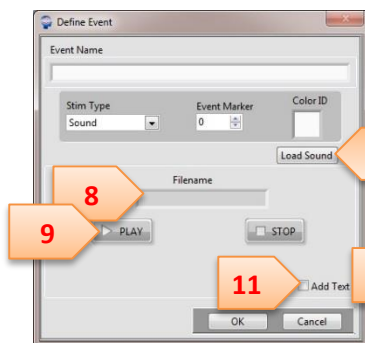 Define Event
Event Name
Stim Type
Event Marker
Color ID
Sound
0
Load Sound
Filename
8
9
PLAY
STOP
11
Add Text
OK
Cancel